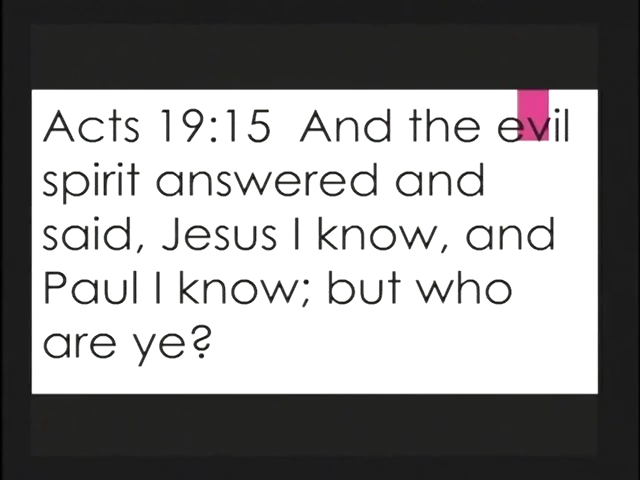 Acts 19:15  And the evil
spirit answered and
said, Jesus I know, and
Paul I know; but who
are ye?